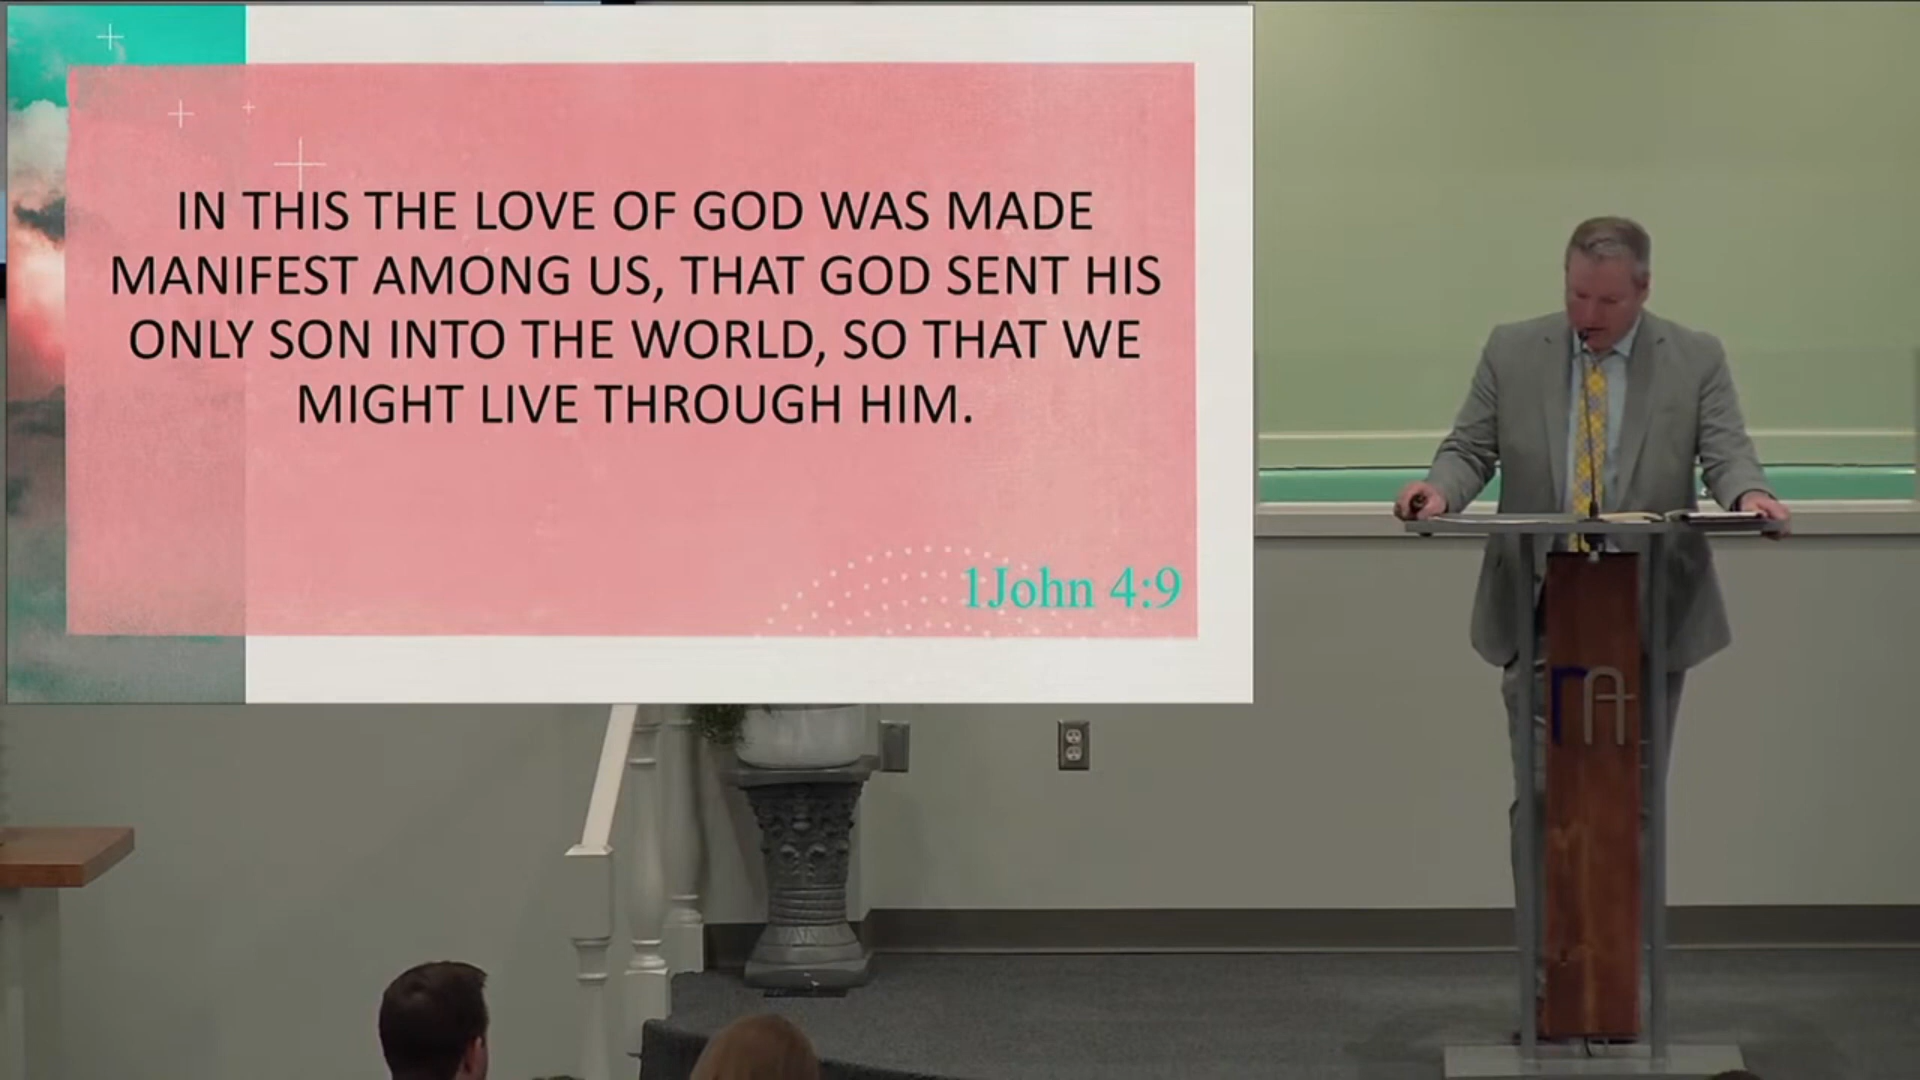 IN THIS THE LOVE OF GOD WAS MADE
MANIFEST AMONG US, THAT GOD SENT HIS
ONLY SON INTO THE WORLD, SO THAT WE
MIGHT LIVE THROUGH HIM.
1John 4:9